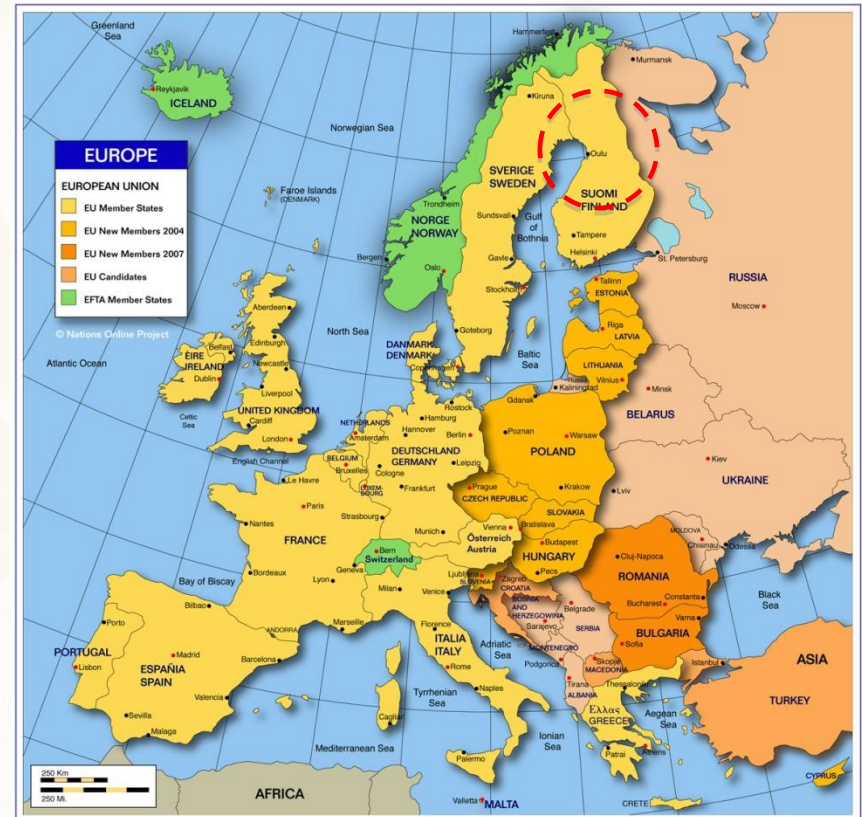 Greenland
Sea
Hammerfest
Murmansk
Reykjavik
ICELAND
Kiruna
Norwegian Sea
EUROPE
EUROPEAN UNION
EU Member States
EU New Members 2004
EU New Members 2007
EU Candidates
EFTA Member States
© Nations Online Project
Faroe Islands
(DENMARK)
Oulu
SVERIGE
SWEDEN
SUOMI
FINLAND
Trondheim
NORGE
NORWAY
Sundsvall
Gulf
of
Bothnia
Tampere
Helsinki
Bergen
Oslo
Gavle
Stockholm
St. Petersburg
Tallinn
ESTONIA
RUSSIA
Moscow
Aberdeen
North Sea
Goteborg
Riga
LATVIA
Atlantic Ocean
Edinburgh
Belfast
Newcastle
ÉIRE
IRELAND
Dublin
Liverpool
DANMARK
DENMARK
Copenhagen
Baltic
Sea
LITHUANIA
Vilnius
Russia
Kaliningrad
Minsk
BELARUS
Celtic
Sea
UNITED KINGDOM
Cardiff
London
English Channel
NETHERLANDS
Amsterdam
Rostock
Hamburg
Hannover
Berlin
Gdansk
Poznan
Warsaw
POLAND
BELGIUM
Bruxelles
DEUTSCHLAND
GERMANY
Leipzig
Cologne
Le Havre
LUXEM-
BOURG
Frankfurt
Prague
CZECH REPUBLIC
Krakow
Lviv
Kiev
UKRAINE
Paris
Strasbourg
Nantes
FRANCE
Munich
Vienna
Österreich
Austria
SLOVAKIA
Bratislava
Budapest
HUNGARY
Pecs
MOLDOVA
Chisinau
Odessa
Bern
Switzerland
Geneva
Bay of Biscay
Bordeaux
Lyon
Milan
Venice
Ljubljana
SLOVENIA
Zagreb
CROATIA
BOSNIA
AND
HERZEGOWINA
Sarajevo
Belgrade
SERBIA
Cluj-Napoca
ROMANIA
Bucharest
Constanta
Varna
Black
Sea
Bilbao
Marseille
ANDORRA
Florence
ITALIA
ITALY
Rome
Adriatic
Sea
MONTENEGRO
Podgorica
Skopje
MACEDONIA
Sofia
BULGARIA
Porto
PORTUGAL
Lisbon
Madrid
ESPAÑIA
SPAIN
Barcelona
Valencia
Naples
Tyrrhenian
Sea
Tirana
ALBANIA
Thessaloniki
Istanbul
ASIA
TURKEY
Sevilla
Malaga
Cagliari
Ελλας
GREECE
Aegean
Sea
Mediterranean Sea
Palermo
Ionian
Sea
Patrai
Athens
250 Km
250 Mi.
AFRICA
Valletta
MALTA
CRETE
CYPRUS